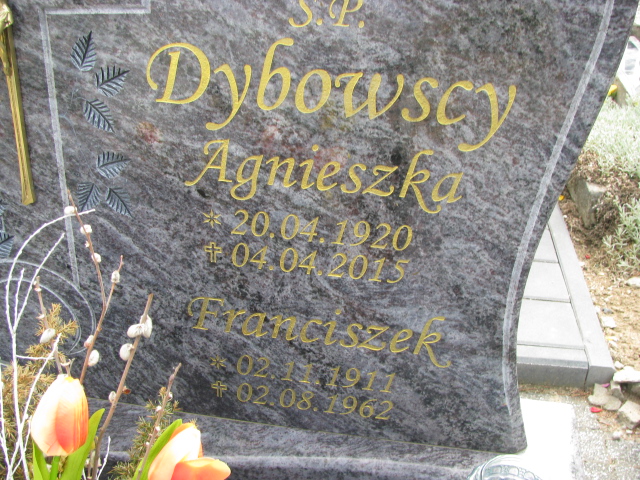 Ś.P.
Dybowscy
Agnieszka
* 20.04.1920
✝ 04.04.2015
Franciszek
* 02.11.1911
✝ 02.08.1962